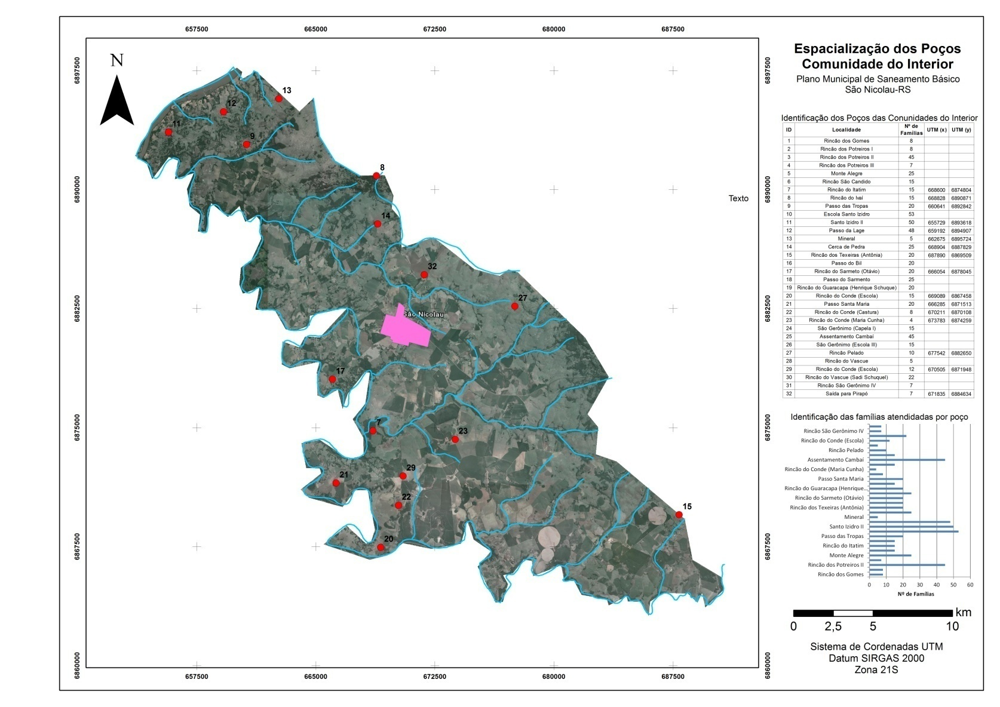 657500 665000 672500 680000 687500
6897500 6897500
6890000 6890000
6882500 6882500
6875000 6875000
6867500 6867500
6860000 6860000
N
13
12
11
9
8
14
32
27
São Nicolau
17
7
23
29
21
22
15
20
Texto
657500 665000 672500 680000 687500
Espacialização dos Poços
Comunidade do Interior
Plano Municipal de Saneamento Básico
São Nicolau-RS
Identificação dos Poços das Conunidades do Interior
ID Localidade Nº de Famílias UTM (x) UTM (y)
1 Rincão dos Gomes 8
2 Rincão dos Potreiros I 8
3 Rincão dos Potreiros II 45
4 Rincão dos Potreiros III 7
5 Monte Alegre 25
6 Rincão São Candido 15
7 Rincão do Itatim 15 668600 6874804
8 Rincão do Ivaí 15 668828 6890871
9 Passo das Tropas 20 660641 6892842
10 Escola Santo Izidro 53
11 Santo Izidro II 50 655729 6893618
12 Passo da Lage 48 659192 6894907
13 Mineral 5 662675 6895724
14 Cerca de Pedra 25 668904 6887829
15 Rincão dos Texeiras (Antônia) 20 687890 6869509
16 Passo do Bil 20
17 Rincão do Sarmeto (Otávio) 20 666054 6878045
18 Passo do Sarmento 25
19 Rincão do Guaracapa (Henrique Schuque) 20
20 Rincão do Conde (Escola) 15 669089 6867458
21 Passo Santa Maria 20 666285 6871513
22 Rincão do Conde (Castura) 8 670211 6870108
23 Rincão do Conde (Maria Cunha) 4 673783 6874259
24 São Gerônimo (Capela I) 15
25 Assentamento Cambaí 45
26 São Gerônimo (Escola III) 15
27 Rincão Pelado 10 677542 6882650
28 Rincão do Vascue 5
29 Rincão do Conde (Escola) 12 670505 6871948
30 Rincão do Vascue (Sadi Schuquel) 22
31 Rincão São Gerônimo IV 7
32 Saída para Pirapó 7 671835 6884634
Identificação das famílias atendidadas por poço
Rincão São Gerônimo IV
Rincão do Conde (Escola)
Rincão Pelado
Assentamento Cambaí
Rincão do Conde (Maria Cunha)
Passo Santa Maria
Rincão do Guaracapa (Henrique...
Rincão do Sarmeto (Otávio)
Rincão dos Texeiras (Antônia)
Mineral
Santo Izidro II
Passo das Tropas
Rincão do Itatim
Monte Alegre
Rincão dos Potreiros II
Rincão dos Gomes
0 10 20 30 40 50 60
Nº de Famílias
km
0 2,5 5 10
Sistema de Cordenadas UTM
Datum SIRGAS 2000
Zona 21S